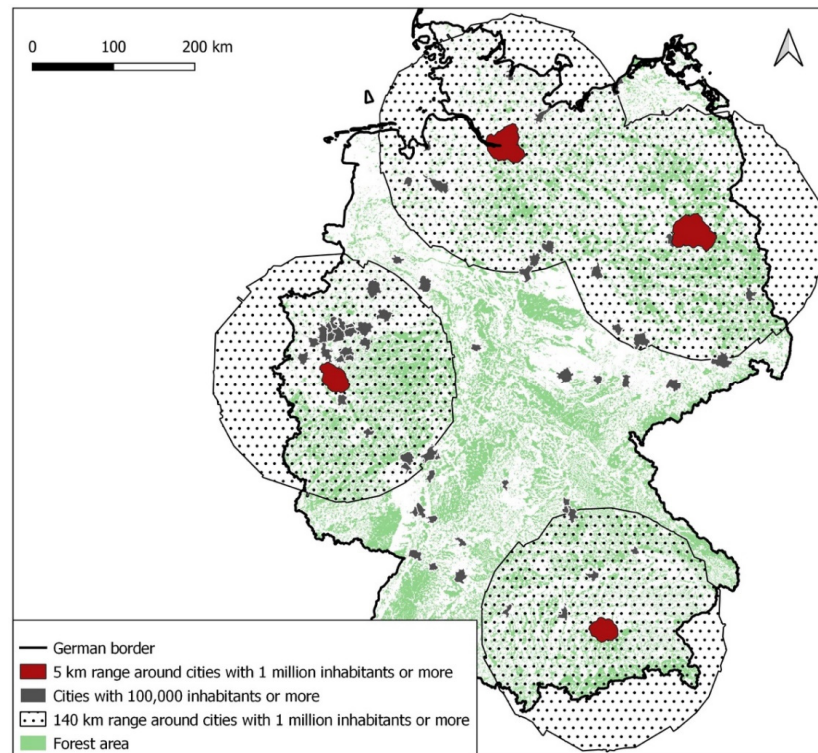 0 100 200 km
German border
5 km range around cities with 1 million inhabitants or more
Cities with 100,000 inhabitants or more
140 km range around cities with 1 million inhabitants or more
Forest area